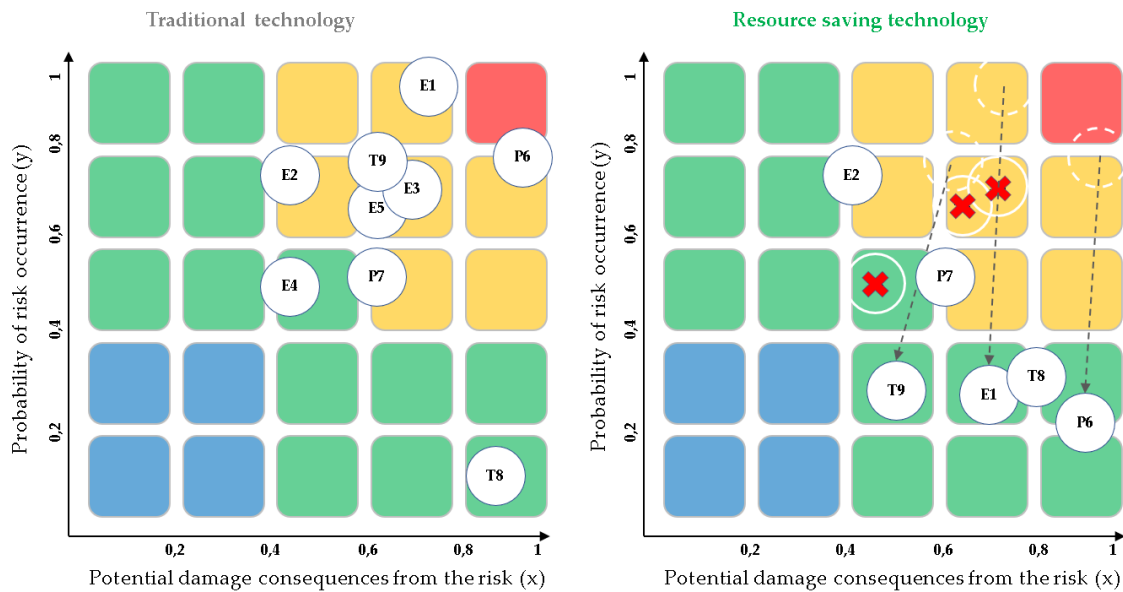 Traditional technology
Probability of risk occurrence (y)
1
0,8
0,6
0,4
0,2
E1
P6
T9
E2
E3
E5
P7
E4
T8
0,2 0,4 0,6 0,8 1
Potential damage consequences from the risk (x)
Resource saving technology
Probability of risk occurrence (y)
1
0,8
0,6
0,4
0,2
E2
P7
T8
T9
E1
P6
0,2 0,4 0,6 0,8 1
Potential damage consequences from the risk (x)